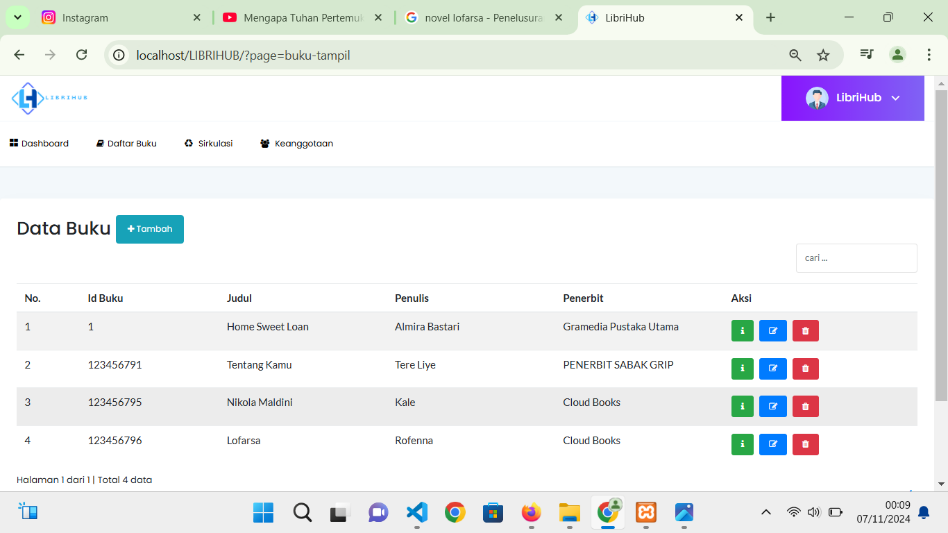 Instagram
Mengapa Tuhan Pertemu
novel lofarsa - Penelusura
LibriHub
localhost/LIBRIHUB/?page=buku-tampil
LIBRIHUB
LibriHub
Dashboard
Daftar Buku
Sirkulasi
Keanggotaan
Data Buku
Tambah
cari ...
No. Id Buku Judul Penulis Penerbit Aksi
1 1 Home Sweet Loan Almira Bastari Gramedia Pustaka Utama
2 123456791 Tentang Kamu Tere Liye PENERBIT SABAK GRIP
3 123456795 Nikola Maldini Kale Cloud Books
4 123456796 Lofarsa Rofenna Cloud Books
Halaman 1 dari 1 | Total 4 data
00:09
07/11/2024